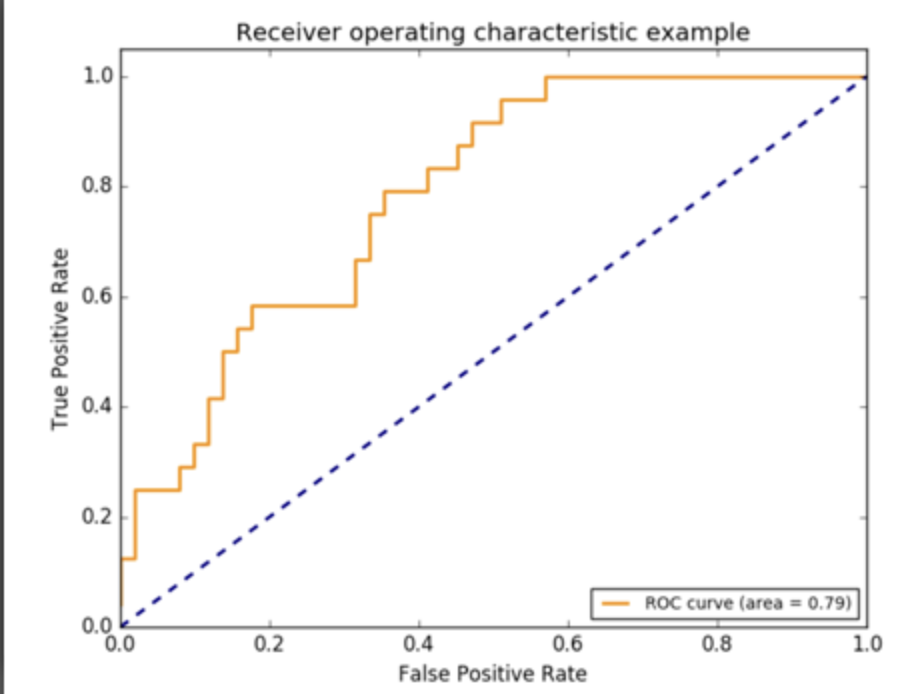 Receiver operating characteristic example
1.0
0.8
0.6
0.4
0.2
0.0
True Positive Rate
ROC curve (area = 0.79)
0.0 0.2 0.4 0.6 0.8 1.0
False Positive Rate